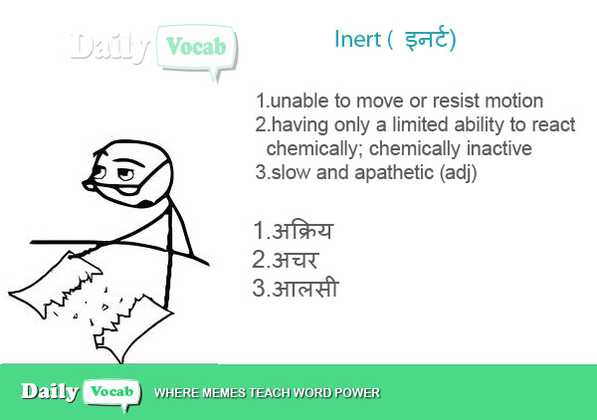 Daily Vocab
Inert ( इनर्ट)
1.unable to move or resist motion
2.having only a limited ability to react
chemically; chemically inactive
3.slow and apathetic (adj)
1.अक्रिय
2.अचर
3.आलसी
Daily Vocab WHERE MEMES TEACH WORD POWER